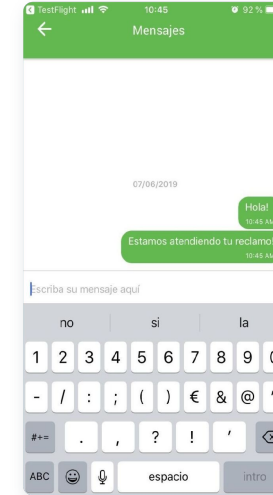 TestFlight 10:45 92 %
Mensajes
07/06/2019
Hola!
10:45 AM
Estamos atendiendo tu reclamo!
10:45 AM
Escriba su mensaje aquí
no si la
1 2 3 4 5 6 7 8 9 0
- / : ; ( ) € & @
#+= . , ? ! '
ABC espacio intro